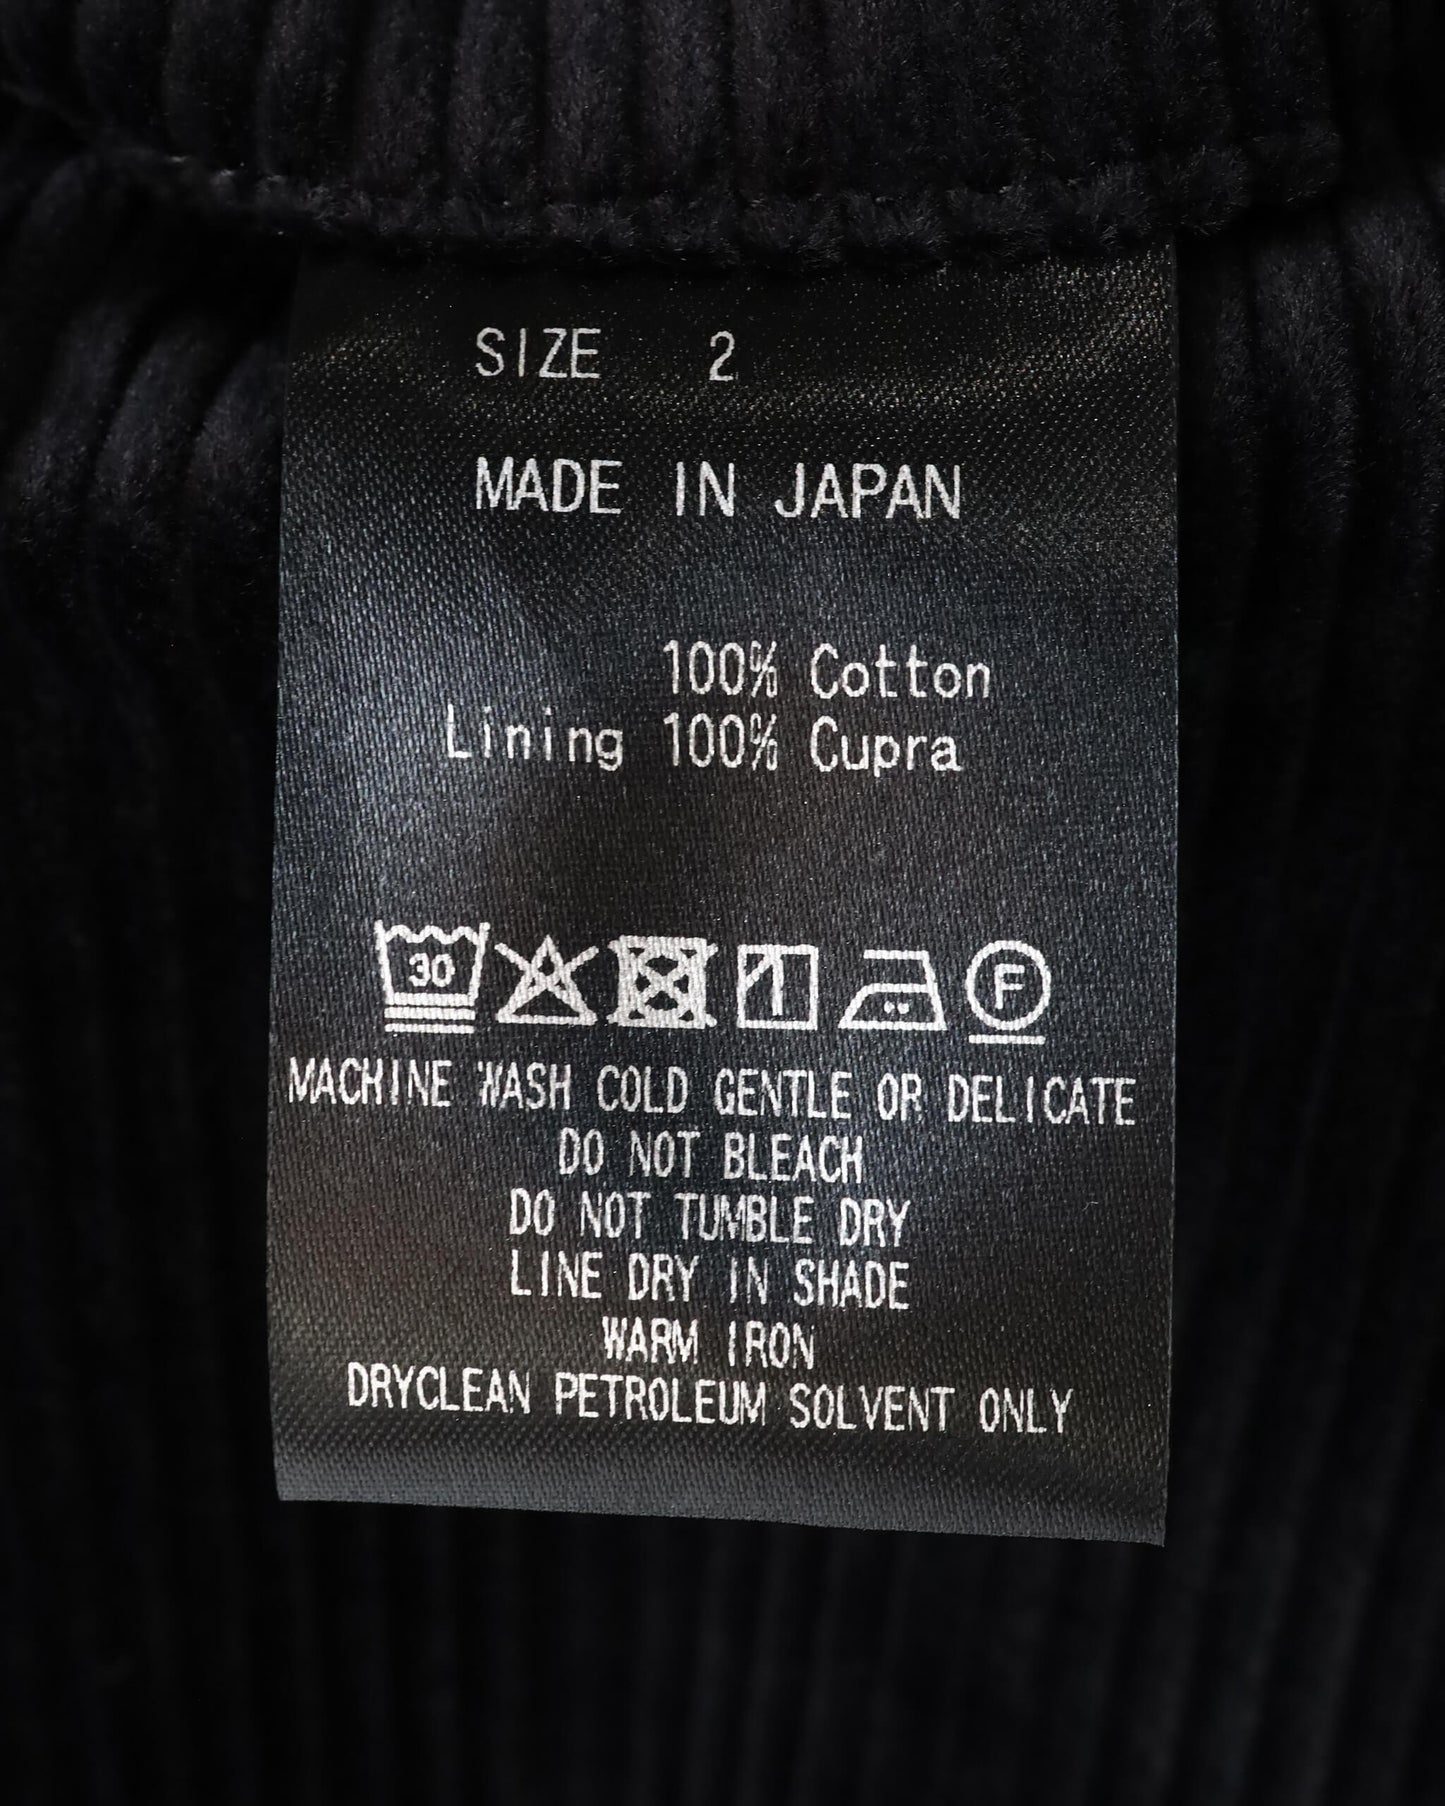 SIZE 2
MADE IN JAPAN
100% Cotton
Lining 100% Cupra
30 F
MACHINE WASH COLD GENTLE OR DELICATE
DO NOT BLEACH
DO NOT TUMBLE DRY
LINE DRY IN SHADE
WARM IRON
DRYCLEAN PETROLEUM SOLVENT ONLY